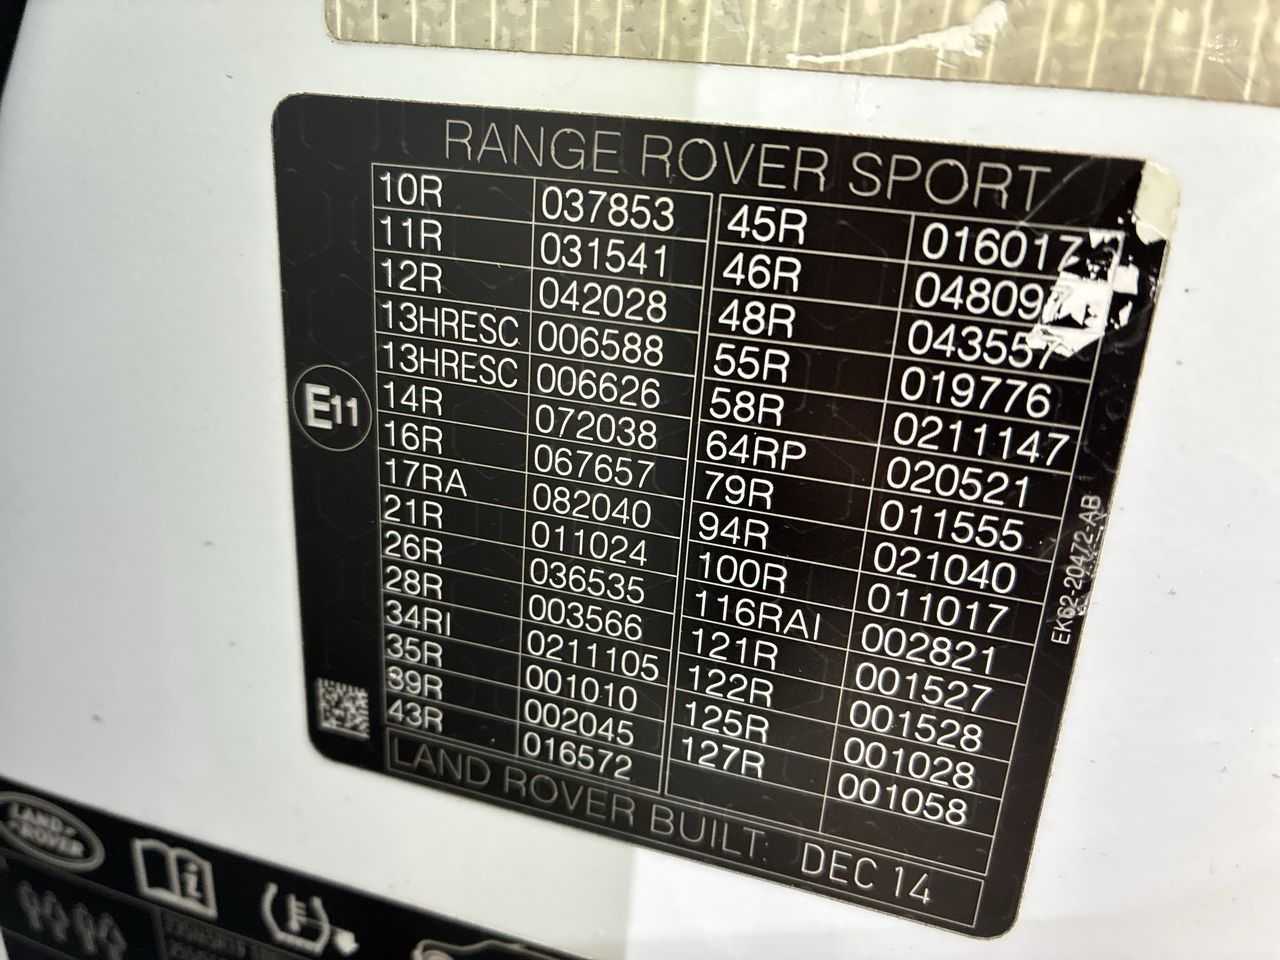 RANGE ROVER SPORT
10R 037853
11R 031541
12R 042028
13HRESC 006588
13HRESC 006626
14R 072038
16R 067657
17RA 082040
21R 011024
26R 036535
28R 003566
34RI 0211105
35R 001010
89R 002045
43R 016572
45R 016017
46R 048097
48R 043557
55R 019776
58R 0211147
64RP 020521
79R 011555
94R 021040
100R 011017
116RAI 002821
121R 001527
122R 001528
125R 001028
127R 001058
E11
EK62-20472-AB
LAND ROVER BUILT: DEC 14
LAND ROVER